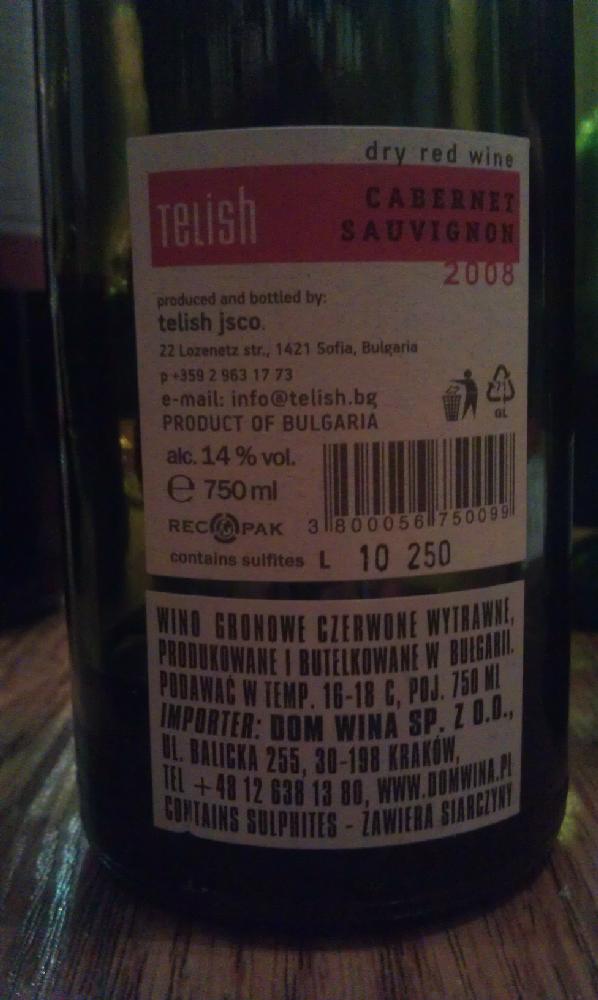 dry red wine
Telish
CABERNET
SAUVIGNON
2008
produced and bottled by:
telish jsco.
22 Lozenetz str., 1421 Sofia, Bulgaria
p +359 2 963 17 73
e-mail: info@telish.bg
PRODUCT OF BULGARIA
GL
alc. 14 % vol.
e 750 ml
REC PAK
3 800056 750099
contains sulfites L 10 250
WINO GRONOWE CZERWONE WYTRAWNE,
PRODUKOWANE I BUTELKOWANE W BUŁGARII.
PODAWAĆ W TEMP. 16-18 C, POJ. 750 ML
IMPORTER: DOM WINA SP. Z O.O.,
UL. BALICKA 255, 30-198 KRAKÓW,
TEL +48 12 638 13 80, WWW.DOMWINA.PL
CONTAINS SULPHITES - ZAWIERA SIARCZYNY